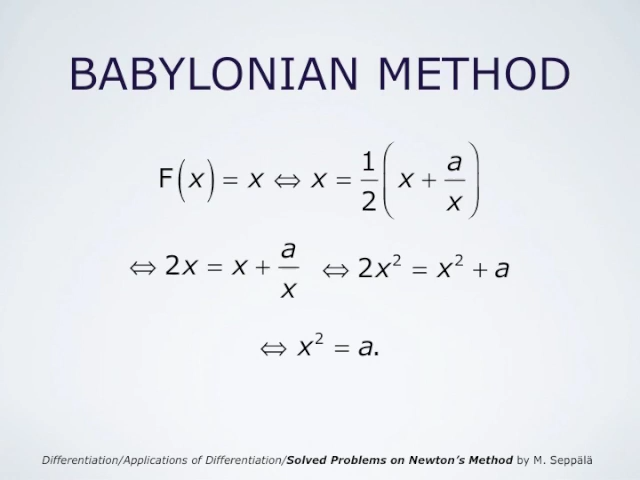 BABYLONIAN METHOD
F(x) = x ⇔ x = 1/2 (x + a/x)
⇔ 2x = x + a/x ⇔ 2x² = x² + a
⇔ x² = a.
Differentiation/Applications of Differentiation/Solved Problems on Newton's Method by M. Seppälä